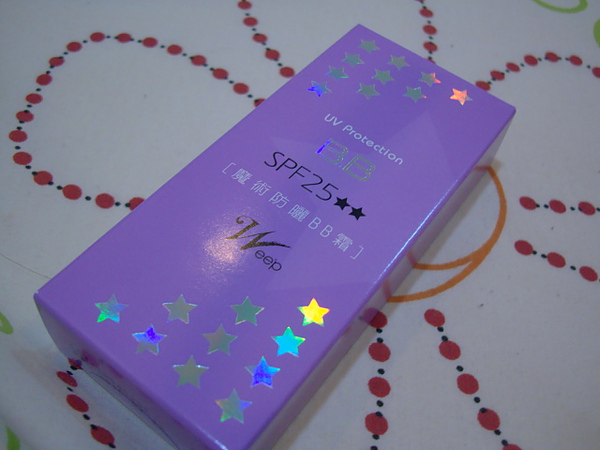 UV Protection
BB
SPF25★★
[魔術防曬BB霜]
Weep